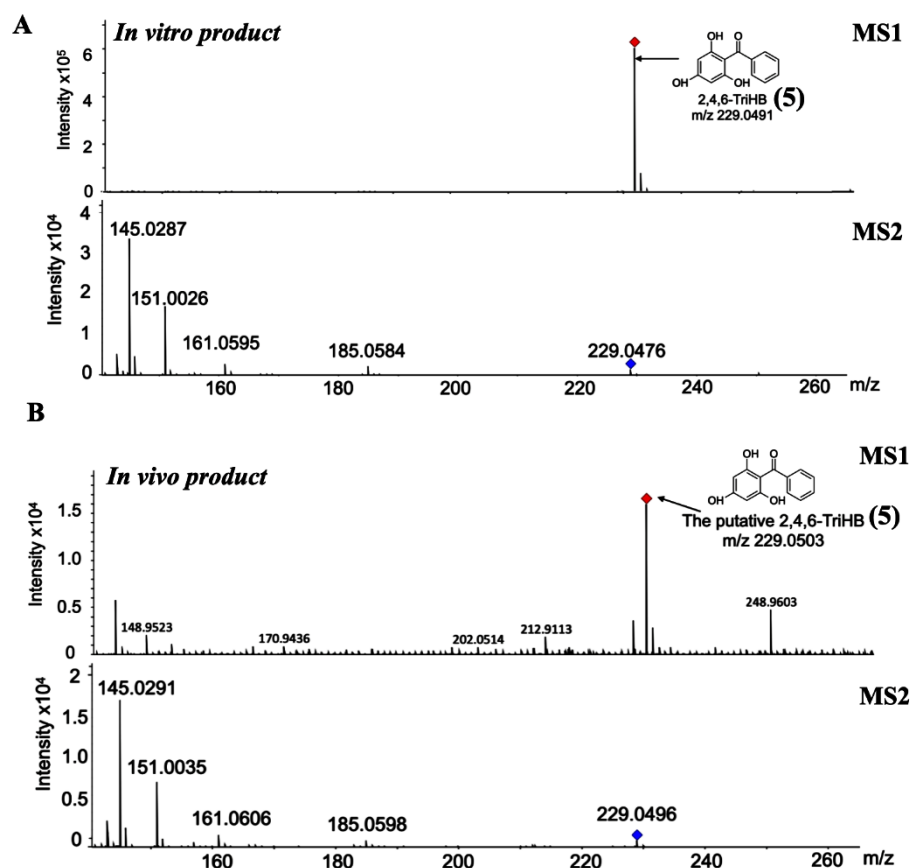 A
In vitro product
MS1
Intensity x10⁵
6
4
2
0
OH
O
HO
OH
2,4,6-TriHB (5)
m/z 229.0491
MS2
Intensity x10⁴
4
3
2
1
0
145.0287
151.0026
161.0595
185.0584
229.0476
160
180
200
220
240
260
m/z
B
In vivo product
MS1
Intensity x10⁴
1.5
1.0
0.5
0
OH
O
HO
OH
The putative 2,4,6-TriHB (5)
m/z 229.0503
148.9523
170.9436
202.0514
212.9113
248.9603
MS2
Intensity x10⁴
2
1.0
0.5
0
145.0291
151.0035
161.0606
185.0598
229.0496
160
180
200
220
240
260
m/z